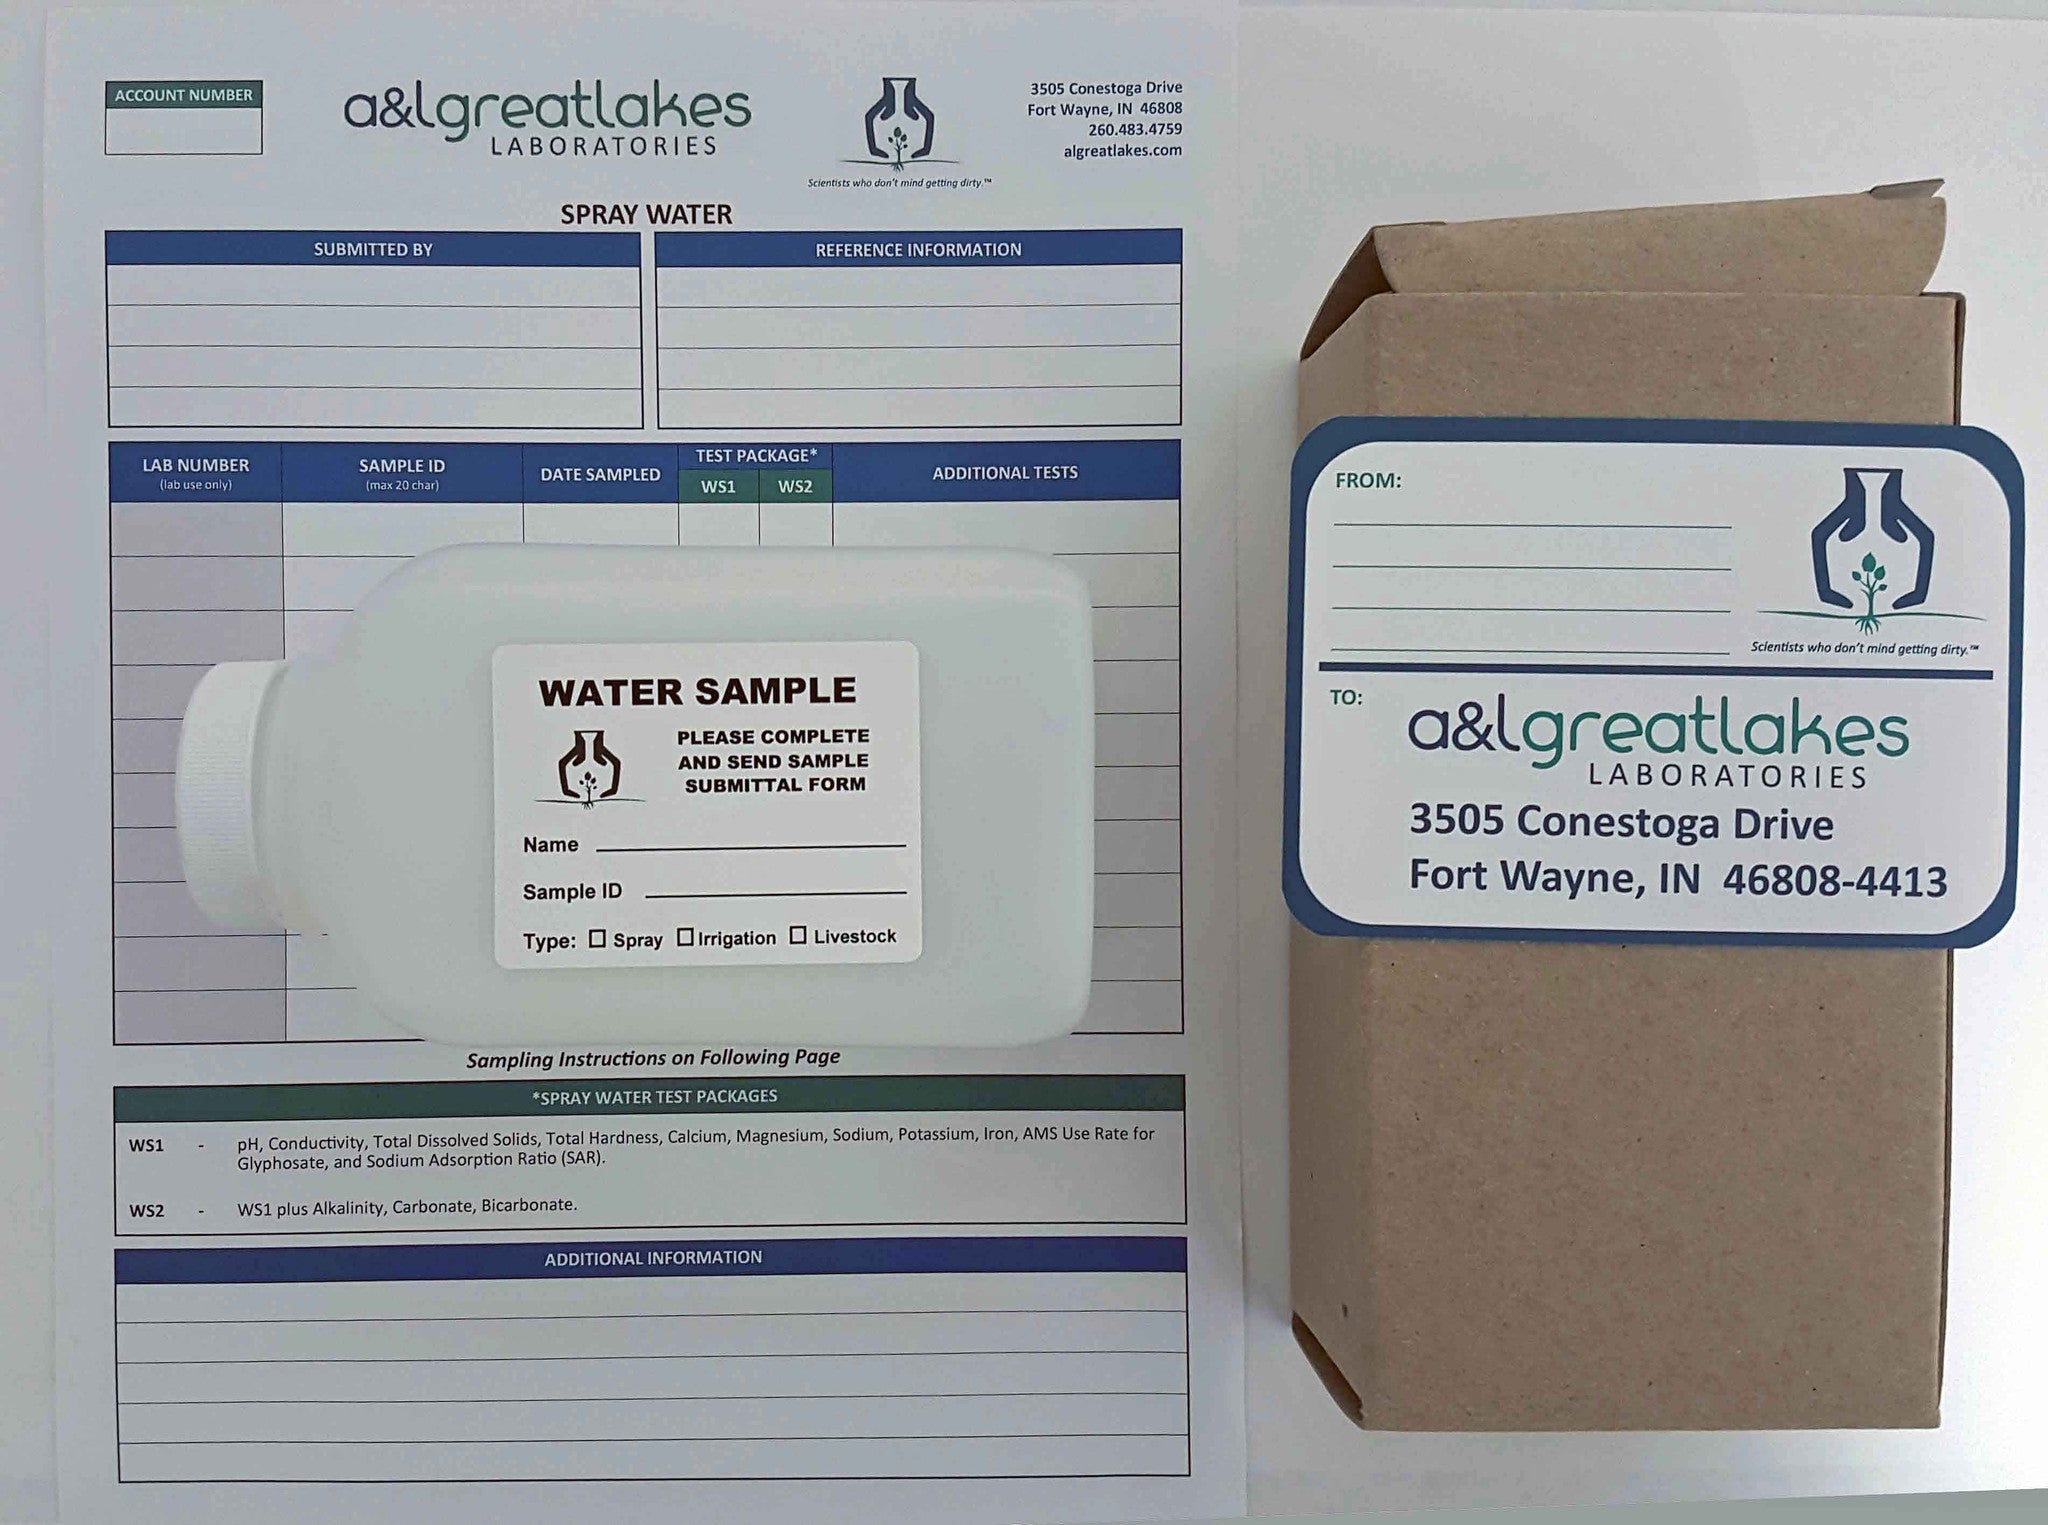 ACCOUNT NUMBER
a&lgreatlakes
LABORATORIES
Scientists who don't mind getting dirty.™
3505 Conestoga Drive
Fort Wayne, IN 46808
260.483.4759
algreatlakes.com
SPRAY WATER
SUBMITTED BY
REFERENCE INFORMATION
LAB NUMBER
(lab use only)
SAMPLE ID
(max 20 char)
DATE SAMPLED
TEST PACKAGE*
WS1 WS2
ADDITIONAL TESTS
WATER SAMPLE
PLEASE COMPLETE
AND SEND SAMPLE
SUBMITTAL FORM
Name
Sample ID
Type: Spray Irrigation Livestock
Sampling Instructions on Following Page
*SPRAY WATER TEST PACKAGES
WS1 - pH, Conductivity, Total Dissolved Solids, Total Hardness, Calcium, Magnesium, Sodium, Potassium, Iron, AMS Use Rate for
Glyphosate, and Sodium Adsorption Ratio (SAR).
WS2 - WS1 plus Alkalinity, Carbonate, Bicarbonate.
ADDITIONAL INFORMATION
FROM:
Scientists who don't mind getting dirty.™
TO:
a&lgreatlakes
LABORATORIES
3505 Conestoga Drive
Fort Wayne, IN 46808-4413